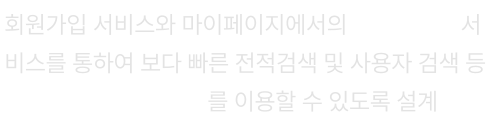 회원가입 서비스와 마이페이지에서의 서
비스를 통하여 보다 빠른 전적검색 및 사용자 검색 등
를 이용할 수 있도록 설계